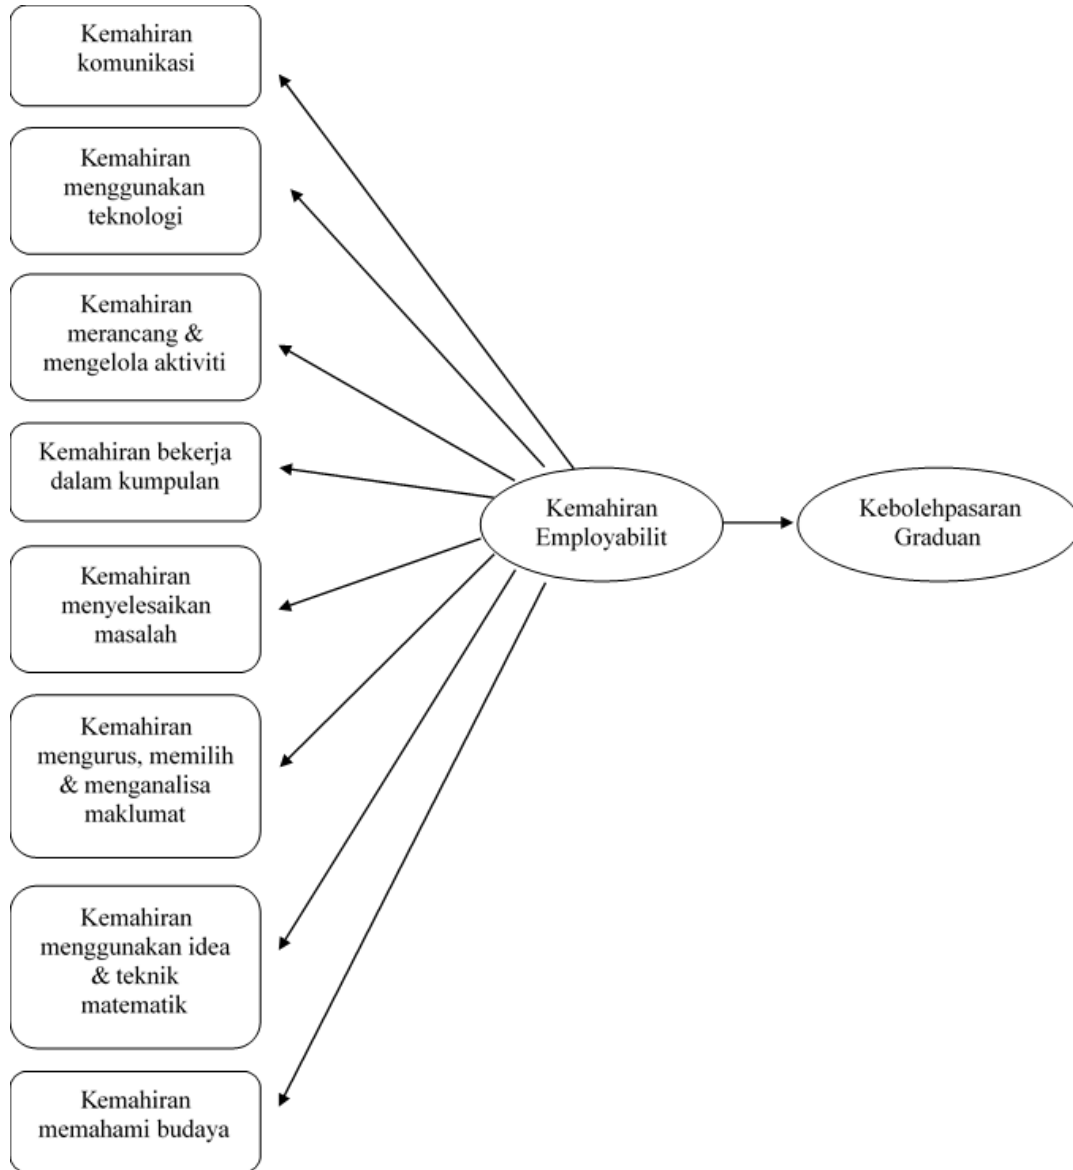 Kemahiran
komunikasi
Kemahiran
menggunakan
teknologi
Kemahiran
merancang &
mengelola aktiviti
Kemahiran bekerja
dalam kumpulan
Kemahiran
menyelesaikan
masalah
Kemahiran
mengurus, memilih
& menganalisa
maklumat
Kemahiran
menggunakan idea
& teknik
matematik
Kemahiran
memahami budaya
Kemahiran
Employabilit
Kebolehpasaran
Graduan